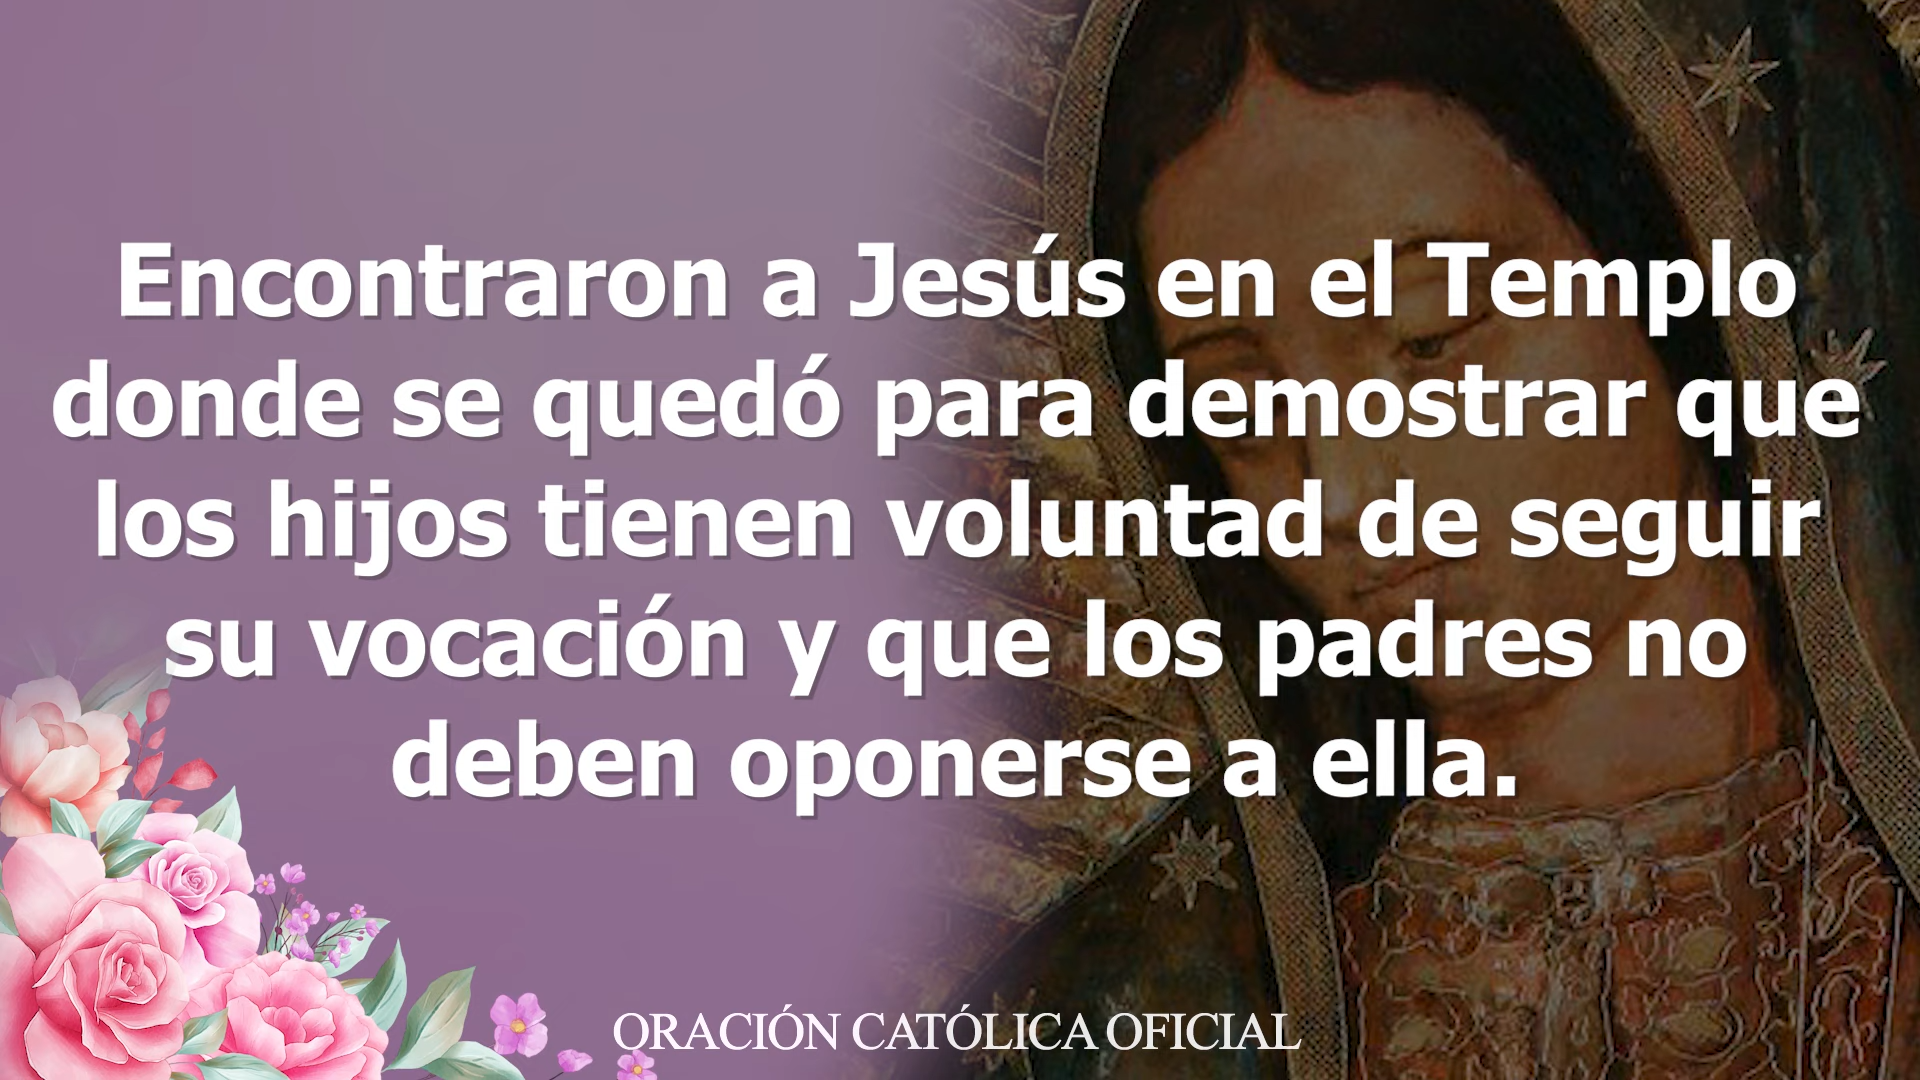 Encontraron a Jesús en el Templo
donde se quedó para demostrar que
los hijos tienen voluntad de seguir
su vocación y que los padres no
deben oponerse a ella.
ORACIÓN CATÓLICA OFICIAL